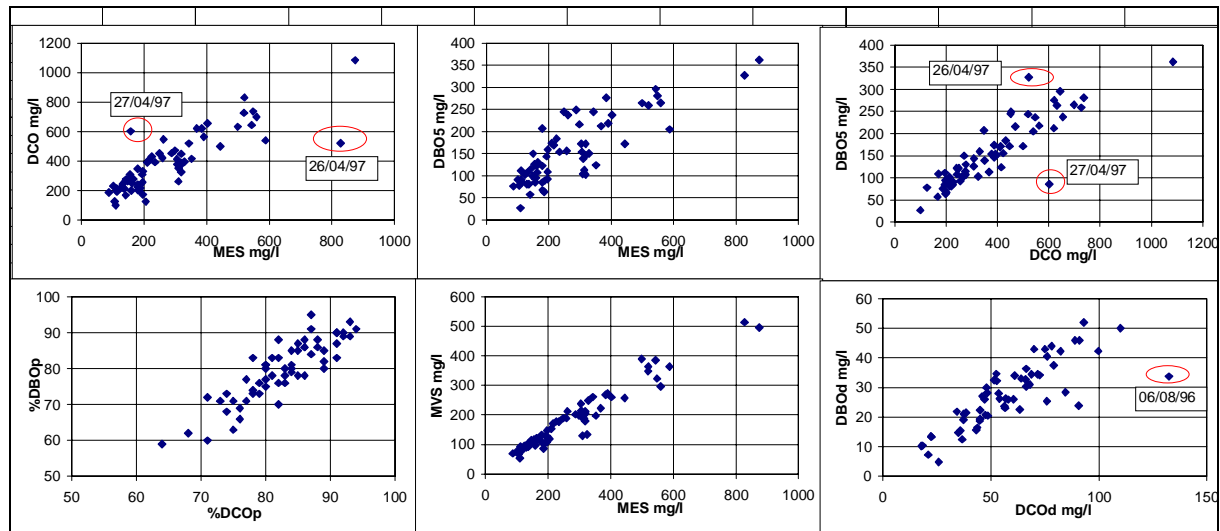 1200
1000
800
600
400
200
0
0 200 400 600 800 1000
MES mg/l
DCO mg/l
27/04/97
26/04/97
400
350
300
250
200
150
100
50
0
0 200 400 600 800 1000
MES mg/l
DBO5 mg/l
400
350
300
250
200
150
100
50
0
0 200 400 600 800 1000 1200
DCO mg/l
DBO5 mg/l
26/04/97
27/04/97
100
90
80
70
60
50
50 60 70 80 90 100
%DCOp
%DBOp
600
500
400
300
200
100
0
0 200 400 600 800 1000
MES mg/l
MVS mg/l
60
50
40
30
20
10
0
0 50 100 150
DCOd mg/l
DBOd mg/l
06/08/96